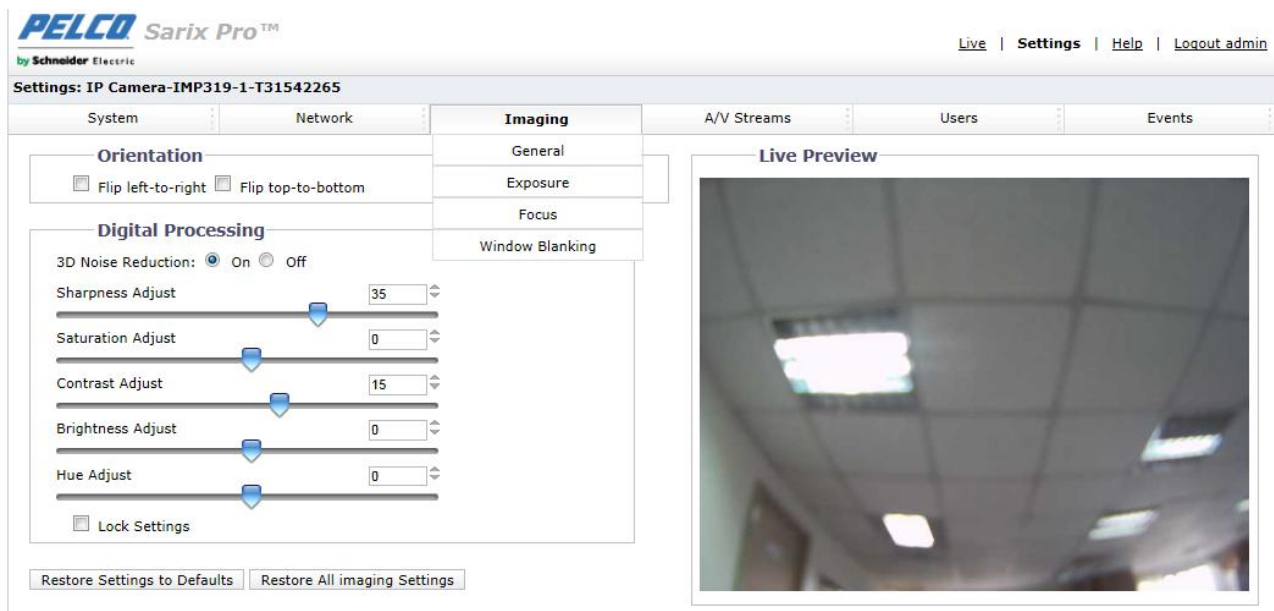 PELCO Sarix Pro™
by Schneider Electric
Live | Settings | Help | Logout admin
Settings: IP Camera-IMP319-1-T31542265
System Network Imaging A/V Streams Users Events
General
Exposure
Focus
Window Blanking
Orientation
Flip left-to-right Flip top-to-bottom
Digital Processing
3D Noise Reduction: On Off
Sharpness Adjust 35
Saturation Adjust 0
Contrast Adjust 15
Brightness Adjust 0
Hue Adjust 0
Lock Settings
Restore Settings to Defaults Restore All imaging Settings
Live Preview